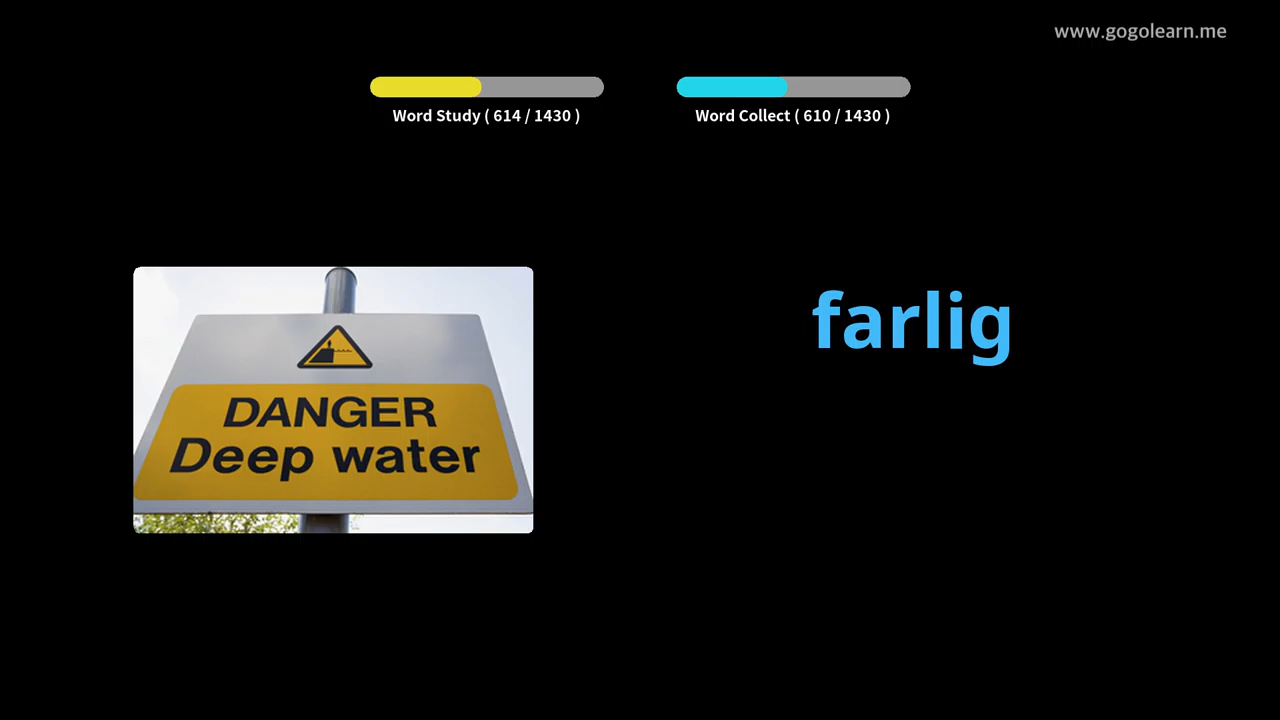 www.gogolearn.me
Word Study ( 614 / 1430 )
Word Collect ( 610 / 1430 )
farlig
DANGER
Deep water